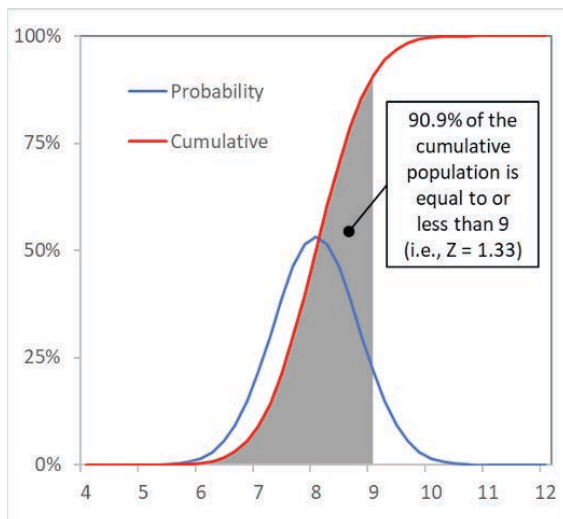 100%
Probability
Cumulative
90.9% of the
cumulative
population is
equal to or
less than 9
(i.e., Z = 1.33)
75%
50%
25%
0%
4 5 6 7 8 9 10 11 12